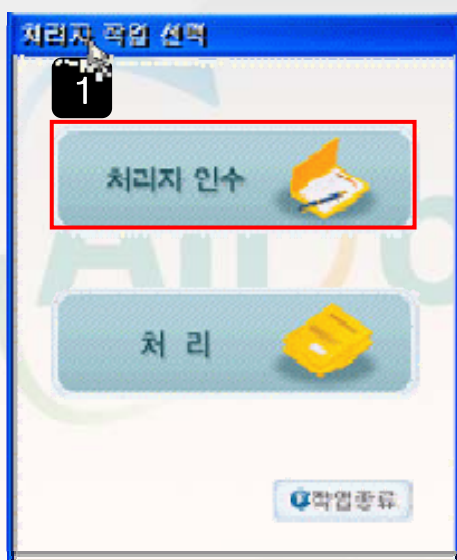 처리자 작업 선택
1
처리자 인수
처 리
작업종료